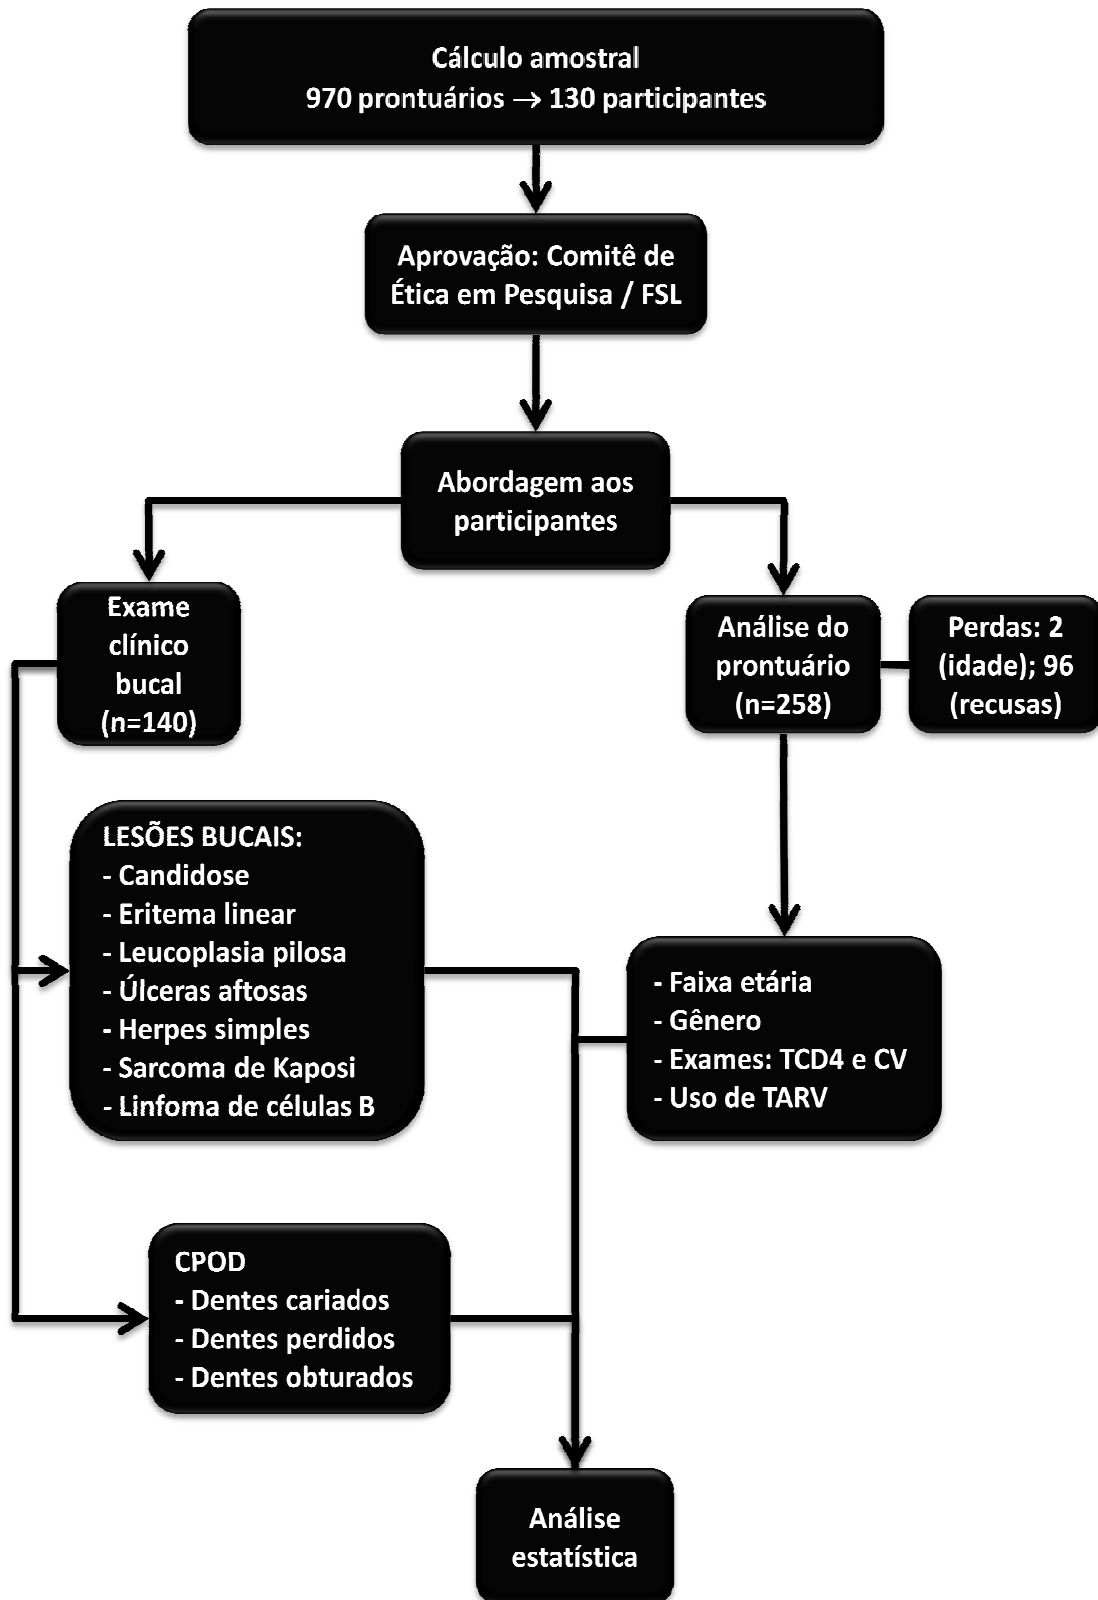 Cálculo amostral
970 prontuários → 130 participantes
Aprovação: Comitê de
Ética em Pesquisa / FSL
Abordagem aos
participantes
Exame
clínico
bucal
(n=140)
Análise do
prontuário
(n=258)
Perdas: 2
(idade); 96
(recusas)
LESÕES BUCAIS:
- Candidose
- Eritema linear
- Leucoplasia pilosa
- Úlceras aftosas
- Herpes simples
- Sarcoma de Kaposi
- Linfoma de células B
- Faixa etária
- Gênero
- Exames: TCD4 e CV
- Uso de TARV
CPOD
- Dentes cariados
- Dentes perdidos
- Dentes obturados
Análise
estatística